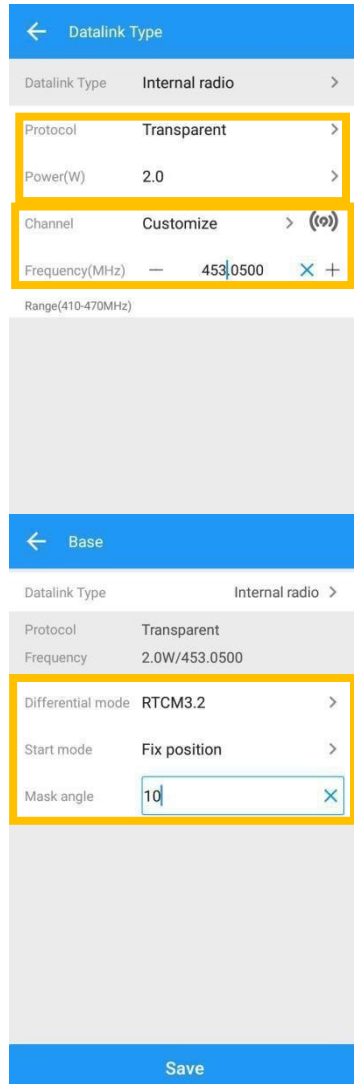 Datalink Type
Datalink Type Internal radio
Protocol Transparent
Power(W) 2.0
Channel Customize
Frequency(MHz) 453.0500
Range(410-470MHz)
Base
Datalink Type Internal radio
Protocol Transparent
Frequency 2.0W/453.0500
Differential mode RTCM3.2
Start mode Fix position
Mask angle 10
Save